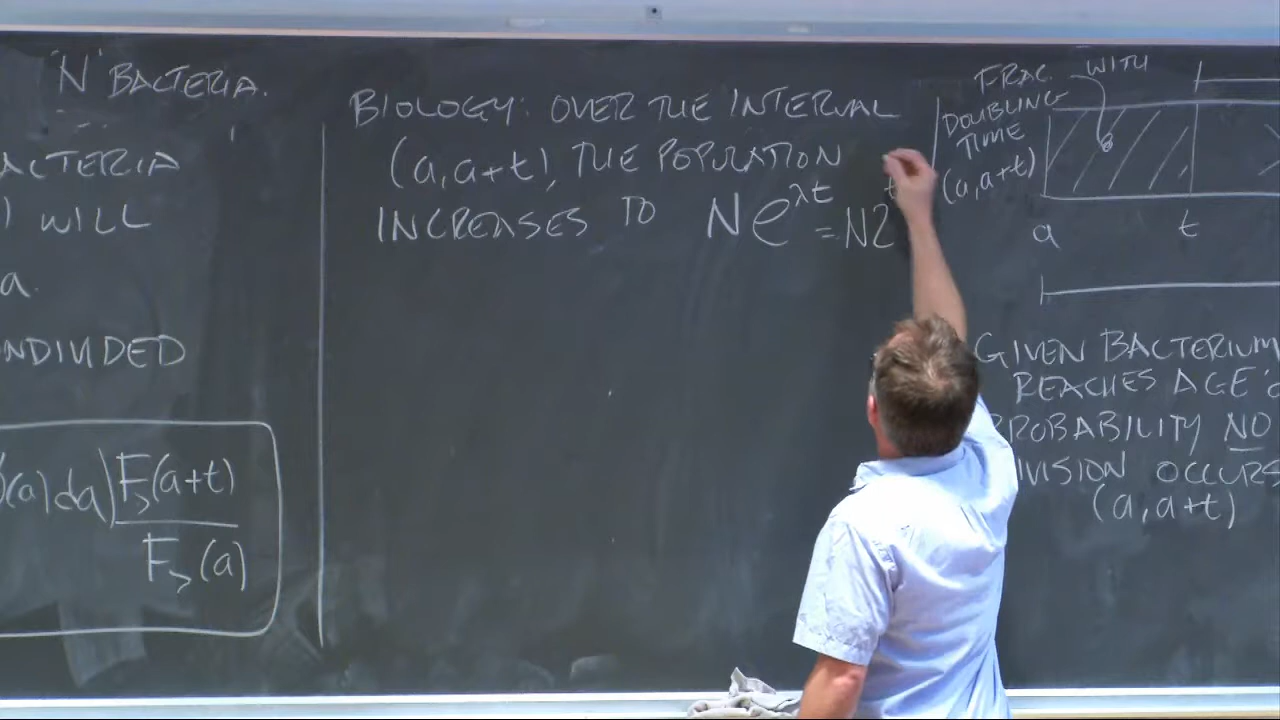 'N' BACTERIA.
ACTERIA
) WILL
a.
NDIVIDED
(a)da) F>(a+t)
F>(a)
BIOLOGY: OVER THE INTERVAL
(a,a+t), THE POPULATION
INCREASES TO Ne^λt = N2^t
FRAC. WITH
DOUBLING
TIME
(a,a+t)
a t
GIVEN BACTERIUM
REACHES AGE
PROBABILITY NO
IVISION OCCURS
(a,a+t)